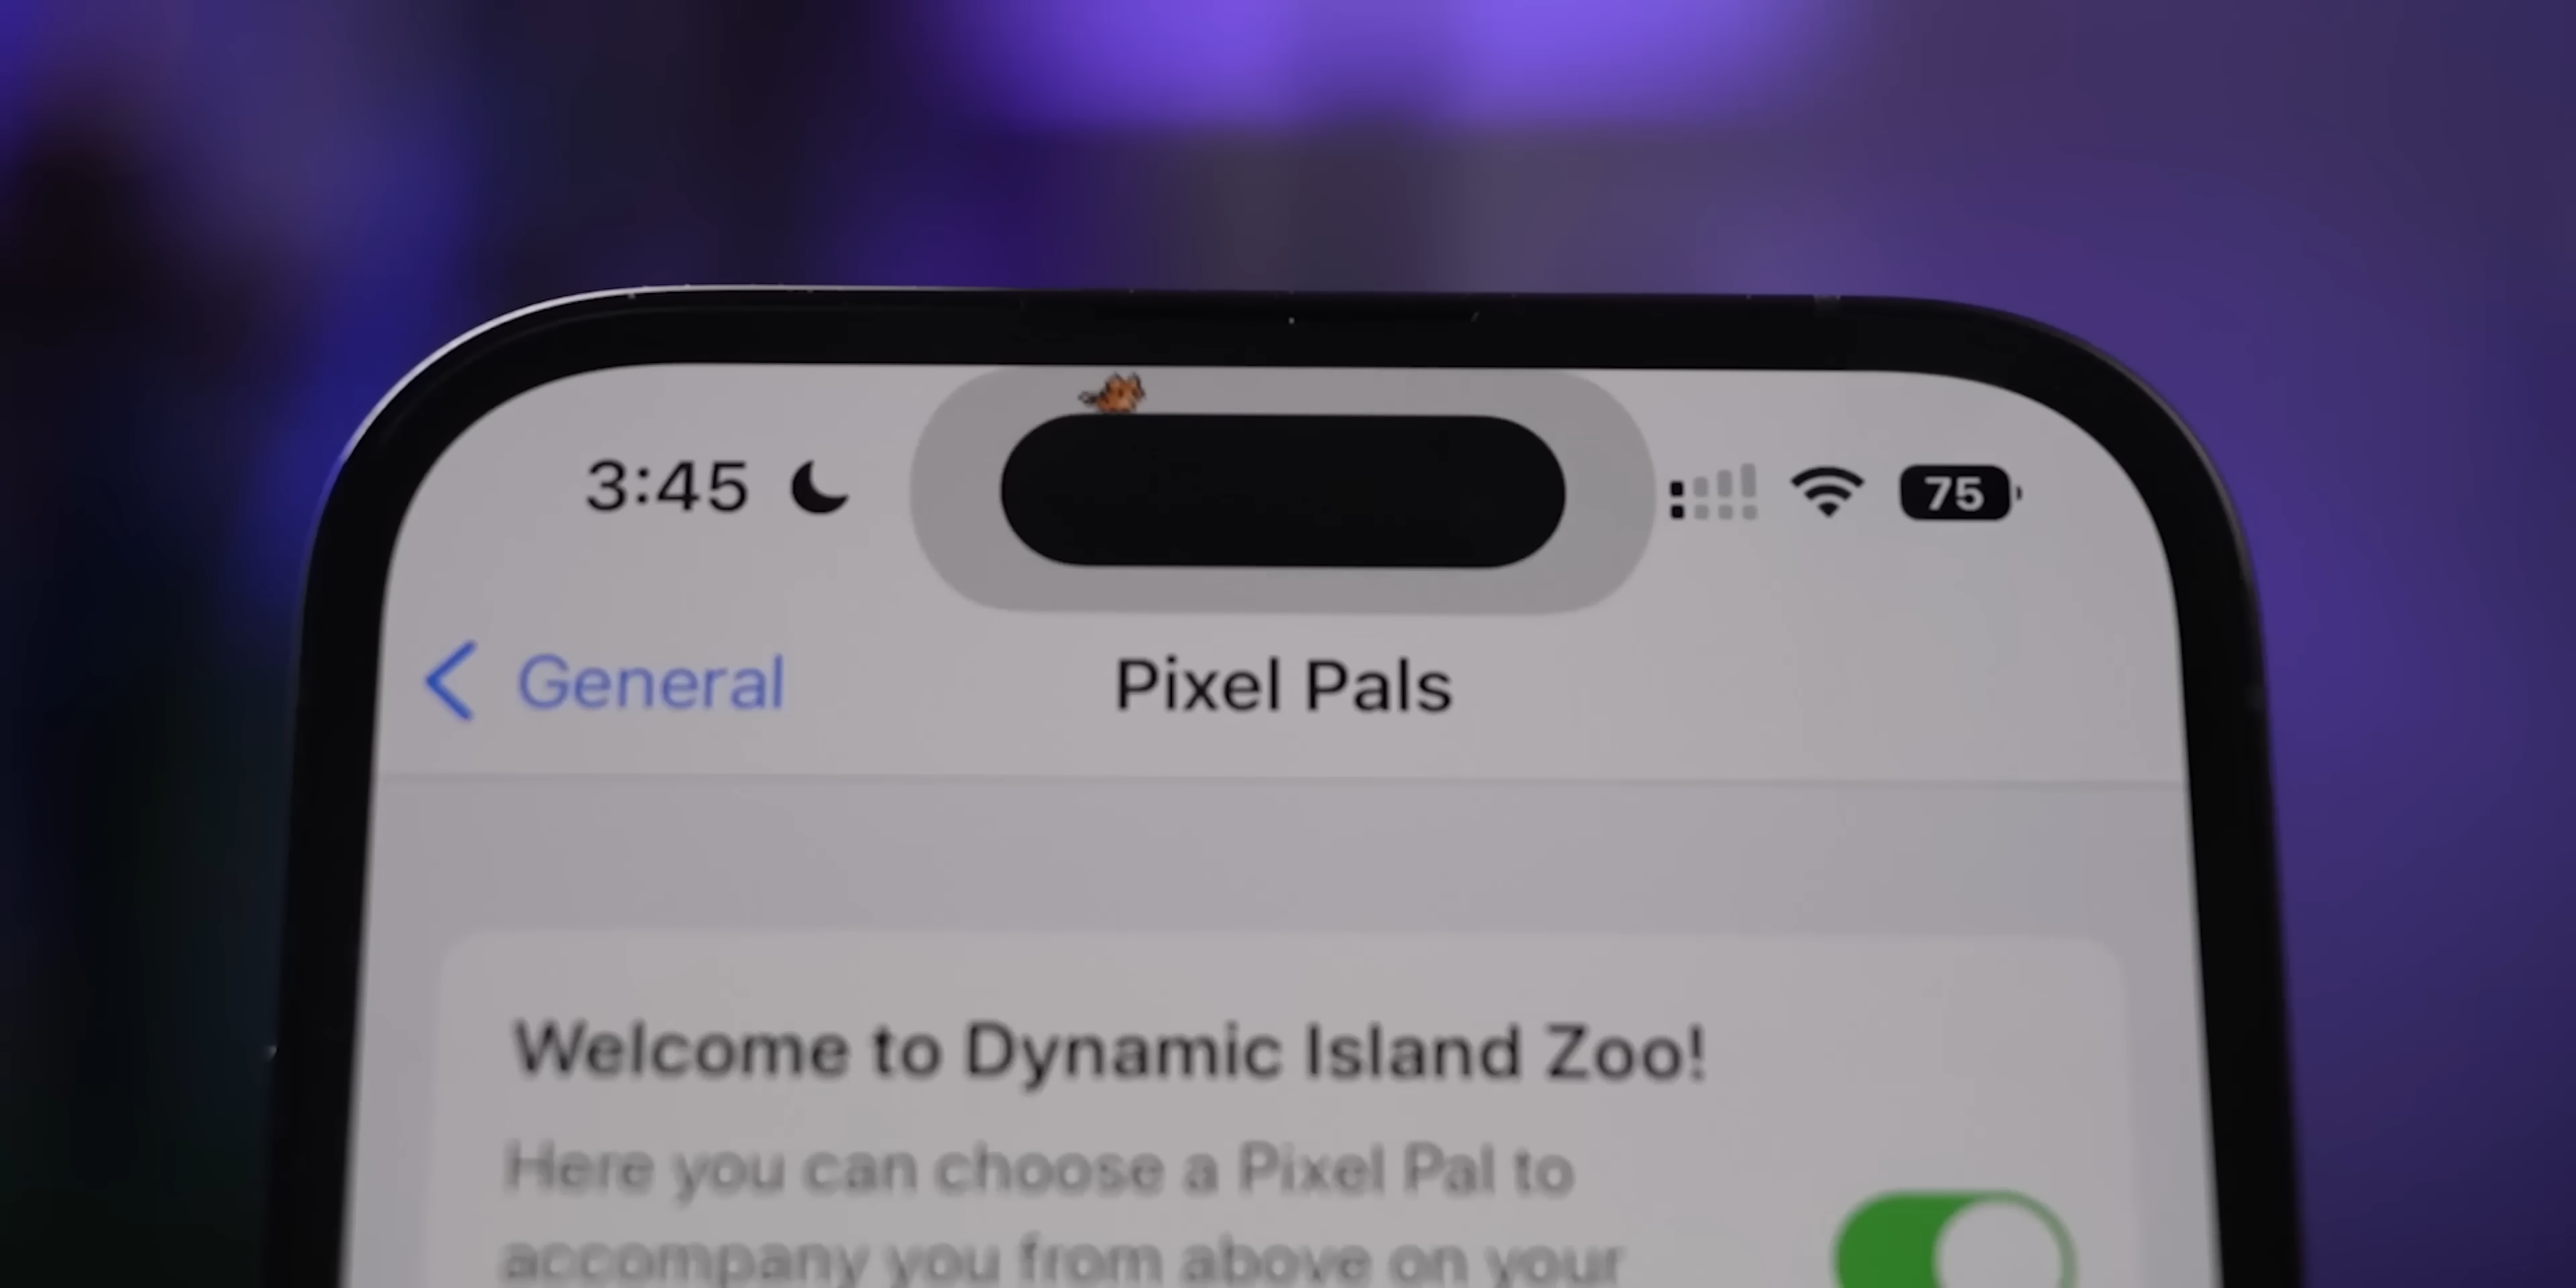 3:45
75
General
Pixel Pals
Welcome to Dynamic Island Zoo!
Here you can choose a Pixel Pal to
accompany you from above on your